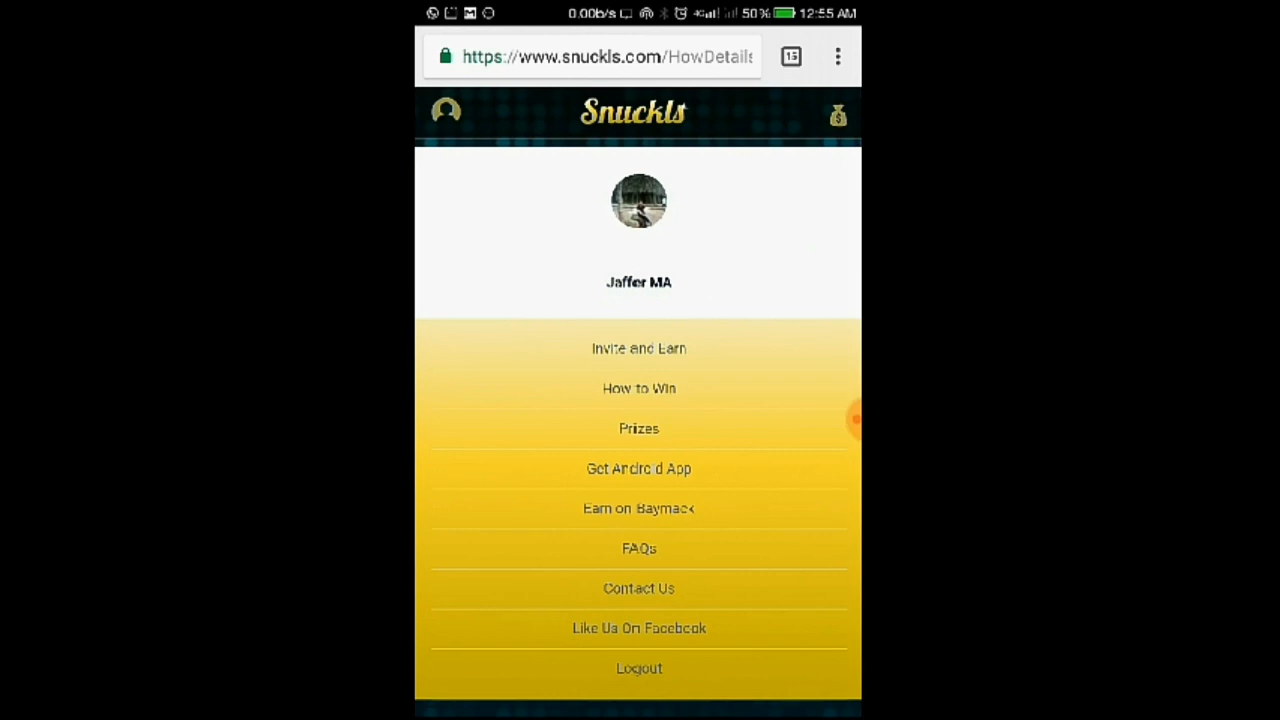 0.00b/s 4G 50% 12:55 AM
https://www.snuckls.com/HowDetails
15
Snuckls
Jaffer MA
Invite and Earn
How to Win
Prizes
Get Android App
Earn on Baymack
FAQs
Contact Us
Like Us On Facebook
Logout